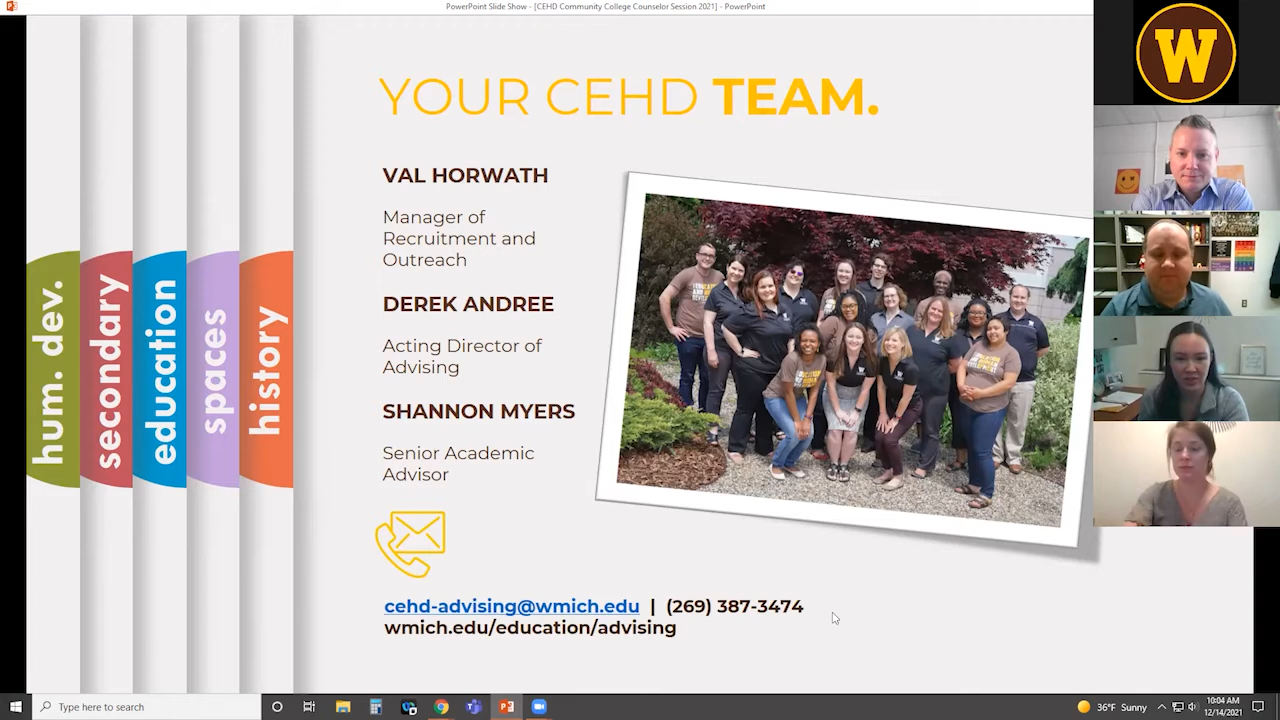 PowerPoint Slide Show - [CEHD Community College Counselor Session 2021] - PowerPoint
W
YOUR CEHD TEAM.
VAL HORWATH
Manager of
Recruitment and
Outreach
DEREK ANDREE
Acting Director of
Advising
SHANNON MYERS
Senior Academic
Advisor
cehd-advising@wmich.edu | (269) 387-3474
wmich.edu/education/advising
hum. dev.
secondary
education
spaces
history
Type here to search
36°F Sunny
10:04 AM
12/14/2021